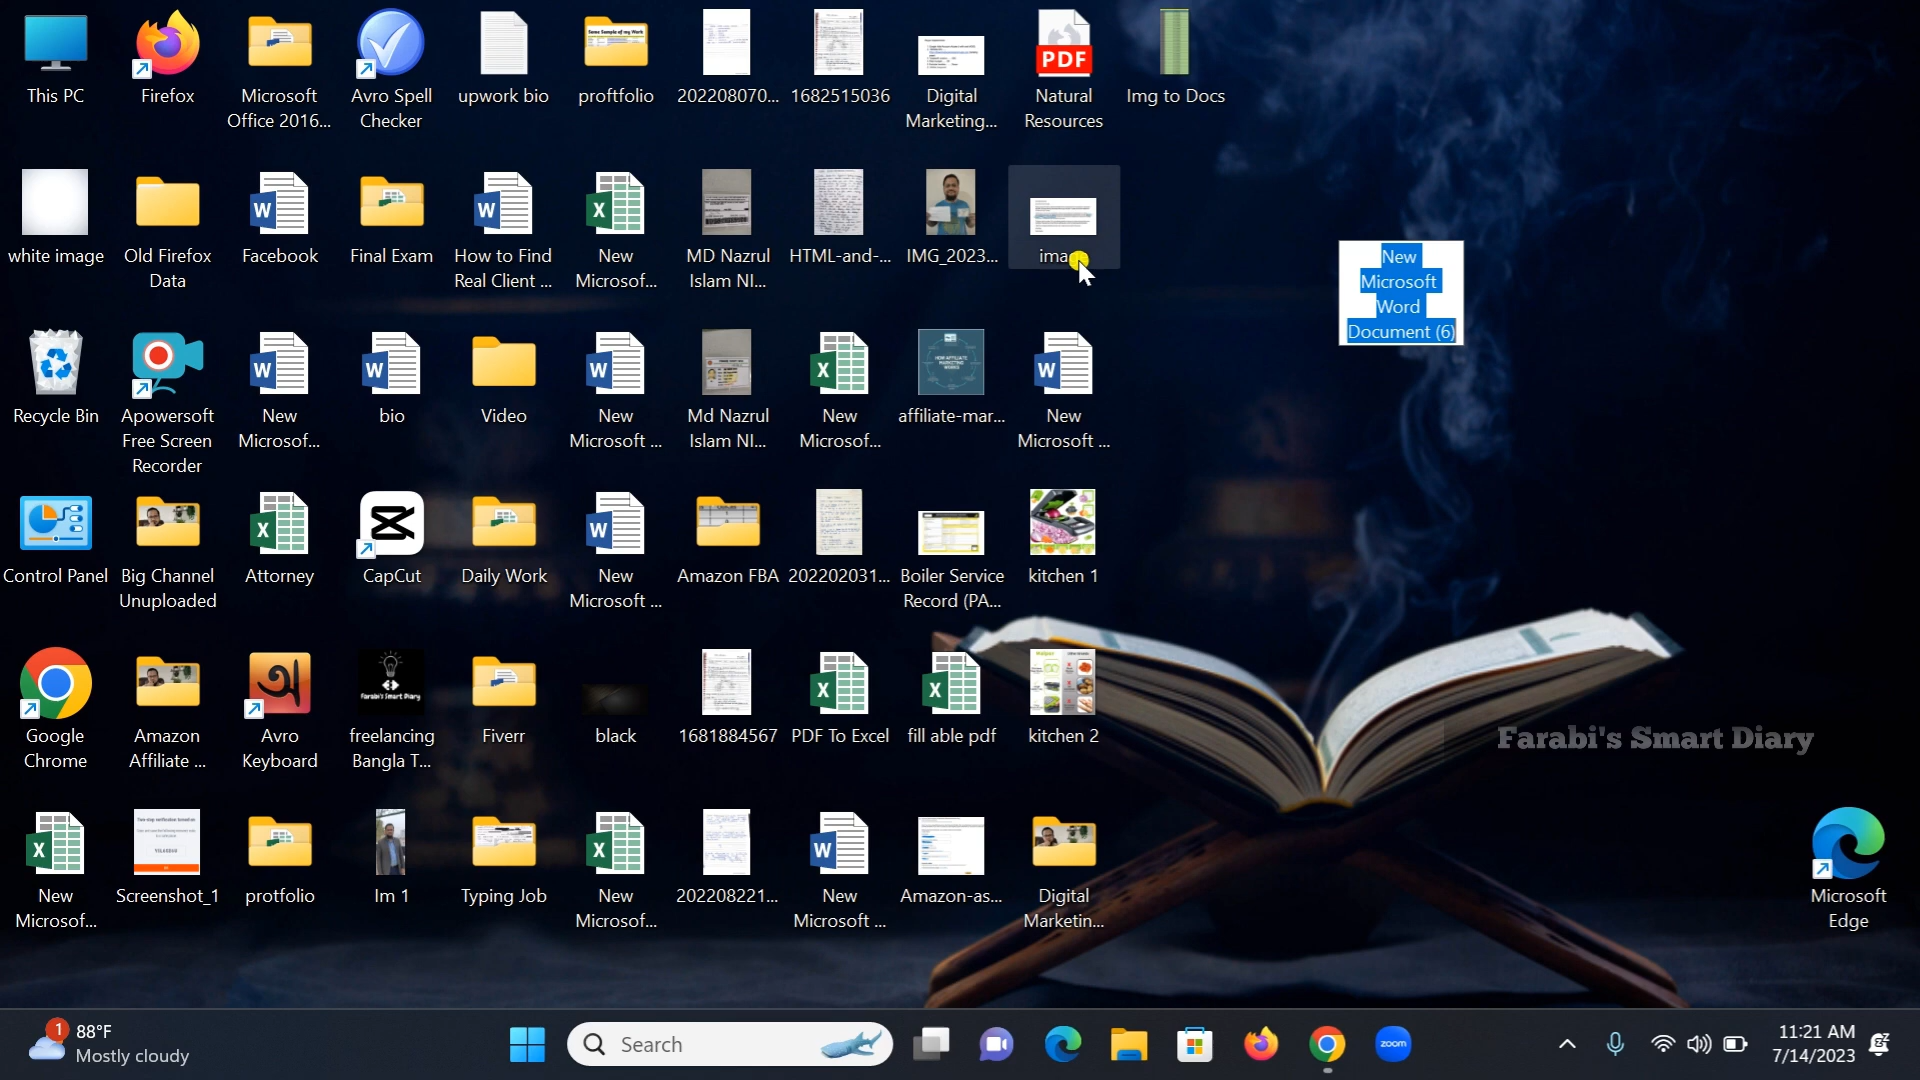 This PC
Firefox
Microsoft
Office 2016...
Avro Spell
Checker
upwork bio
proftfolio
202208070...
1682515036
Digital
Marketing...
PDF
Natural
Resources
Img to Docs
white image
Old Firefox
Data
Facebook
Final Exam
How to Find
Real Client ...
New
Microsof...
MD Nazrul
Islam NI...
HTML-and-...
IMG_2023...
New
Microsoft
Word
Document (6)
Recycle Bin
Apowersoft
Free Screen
Recorder
New
Microsof...
bio
Video
New
Microsoft ...
Md Nazrul
Islam NI...
New
Microsof...
affiliate-mar...
New
Microsoft ...
Control Panel
Big Channel
Unuploaded
Attorney
CapCut
Daily Work
New
Microsoft ...
Amazon FBA
202202031...
Boiler Service
Record (PA...
kitchen 1
Google
Chrome
Amazon
Affiliate ...
Avro
Keyboard
freelancing
Bangla T...
Fiverr
black
1681884567
PDF To Excel
fill able pdf
kitchen 2
Farabi's Smart Diary
New
Microsof...
Screenshot_1
protfolio
Im 1
Typing Job
New
Microsof...
202208221...
New
Microsoft ...
Amazon-as...
Digital
Marketin...
Microsoft
Edge
1
88°F
Mostly cloudy
Search
zoom
11:21 AM
7/14/2023